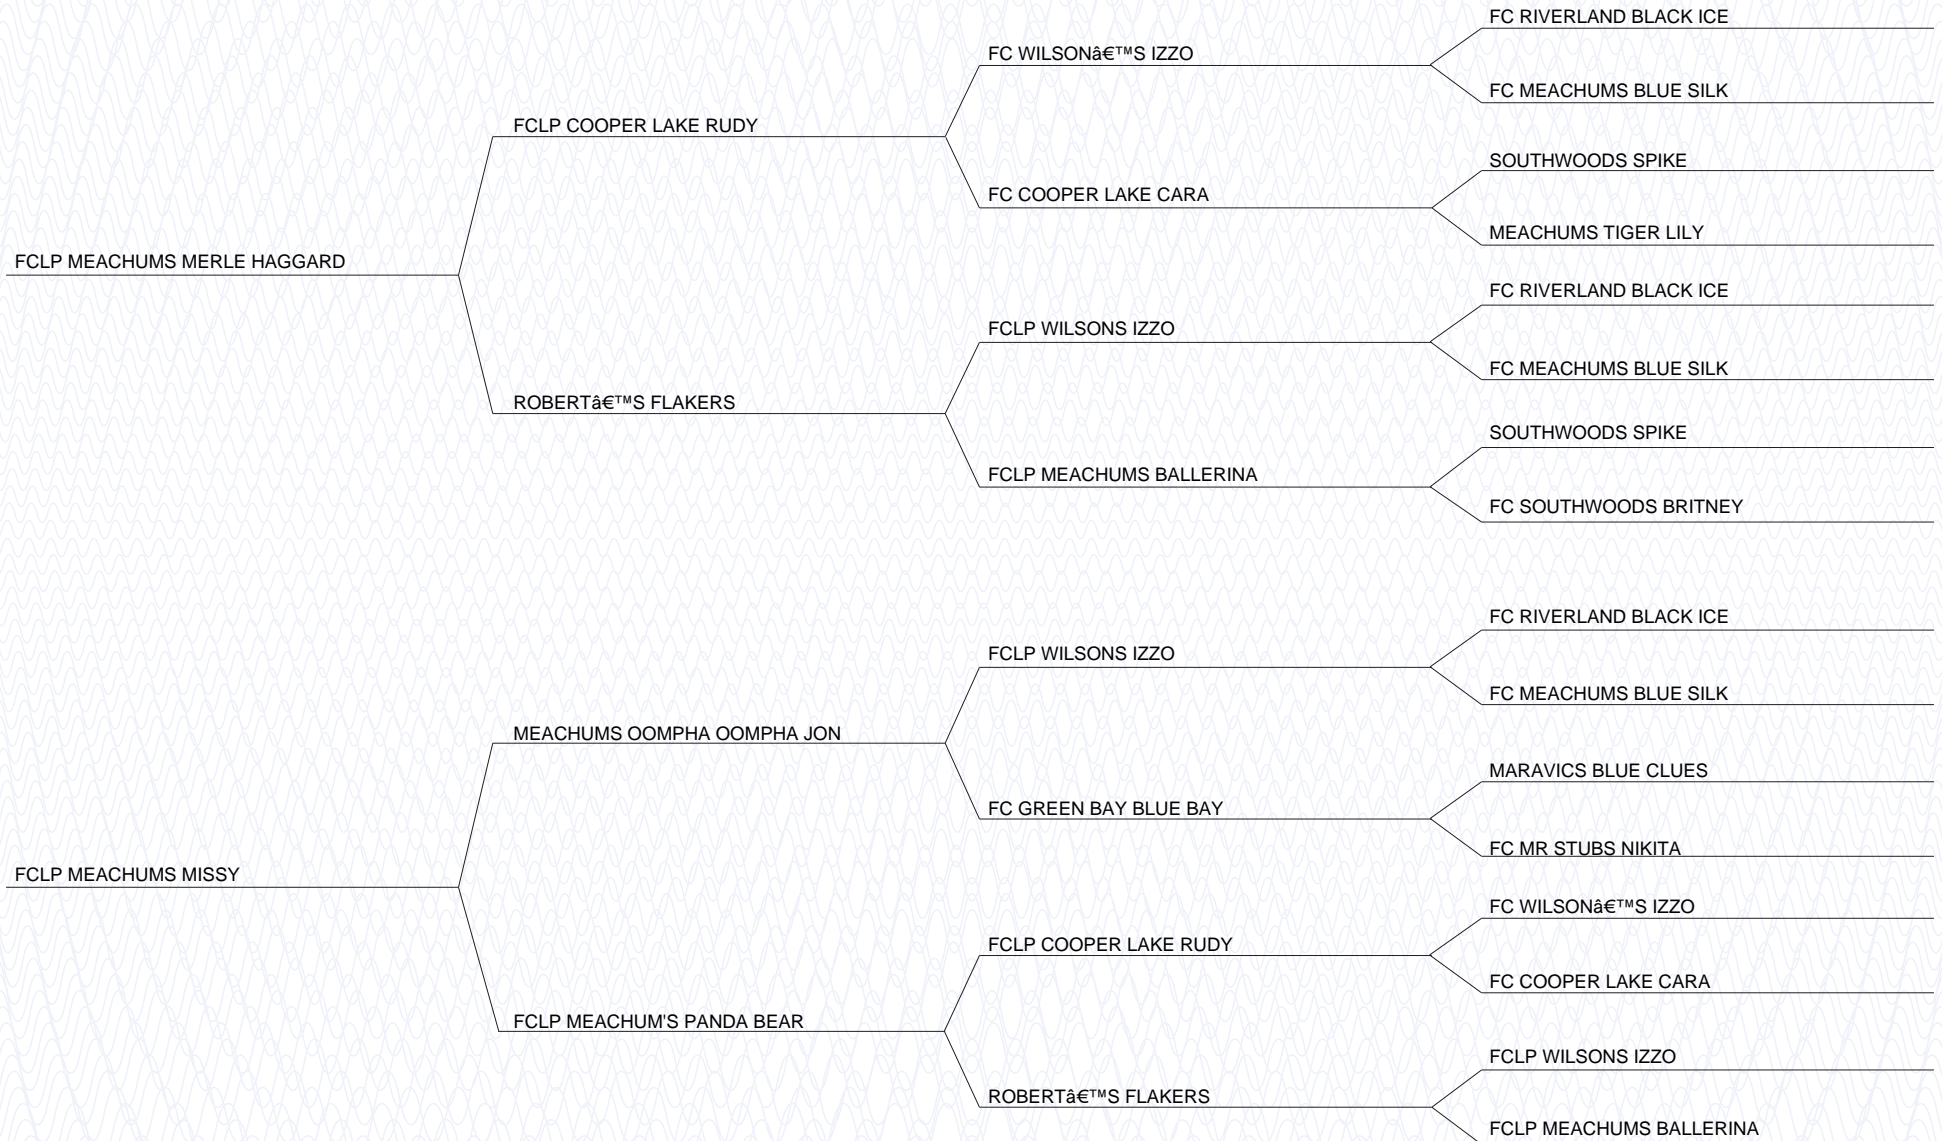 FC RIVERLAND BLACK ICE
FC WILSONâ€™S IZZO
FC MEACHUMS BLUE SILK
FCLP COOPER LAKE RUDY
SOUTHWOODS SPIKE
FC COOPER LAKE CARA
MEACHUMS TIGER LILY
FCLP MEACHUMS MERLE HAGGARD
FC RIVERLAND BLACK ICE
FCLP WILSONS IZZO
FC MEACHUMS BLUE SILK
ROBERTâ€™S FLAKERS
SOUTHWOODS SPIKE
FCLP MEACHUMS BALLERINA
FC SOUTHWOODS BRITNEY
FC RIVERLAND BLACK ICE
FCLP WILSONS IZZO
FC MEACHUMS BLUE SILK
MEACHUMS OOMPHA OOMPHA JON
MARAVICS BLUE CLUES
FC GREEN BAY BLUE BAY
FC MR STUBS NIKITA
FCLP MEACHUMS MISSY
FC WILSONâ€™S IZZO
FCLP COOPER LAKE RUDY
FC COOPER LAKE CARA
FCLP MEACHUM'S PANDA BEAR
FCLP WILSONS IZZO
ROBERTâ€™S FLAKERS
FCLP MEACHUMS BALLERINA